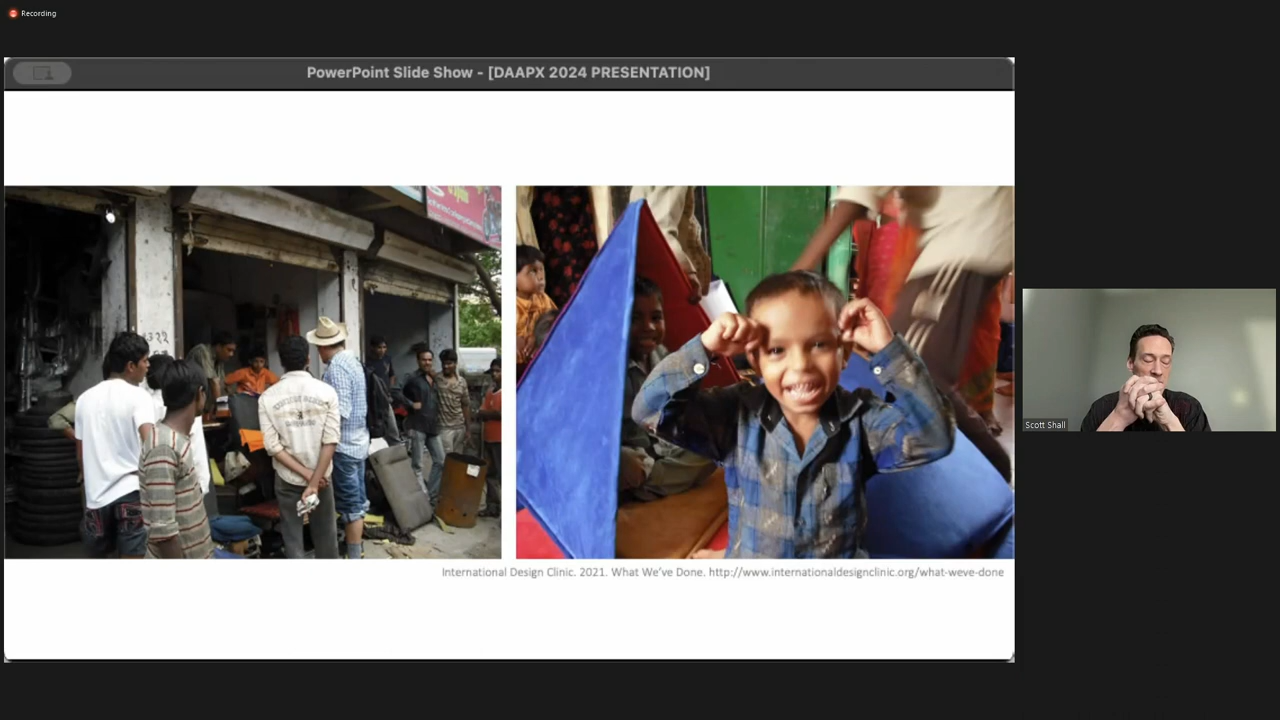 Recording
PowerPoint Slide Show - [DAAPX 2024 PRESENTATION]
International Design Clinic. 2021. What We've Done. http://www.internationaldesignclinic.org/what-weve-done
Scott Shall